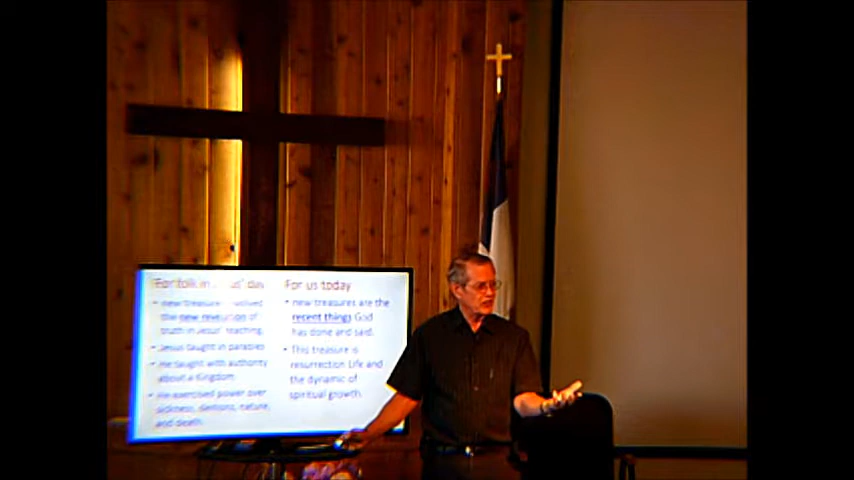 'For folk in Jesus' day
• new treasure involved
the new revelation of
truth in Jesus' teaching.
• Jesus taught in parables
• He taught with authority
about a Kingdom.
• He exercised power over
sickness, demons, nature,
and death.
For us today
• new treasures are the
recent things God
has done and said.
• This treasure is
resurrection Life and
the dynamic of
spiritual growth.